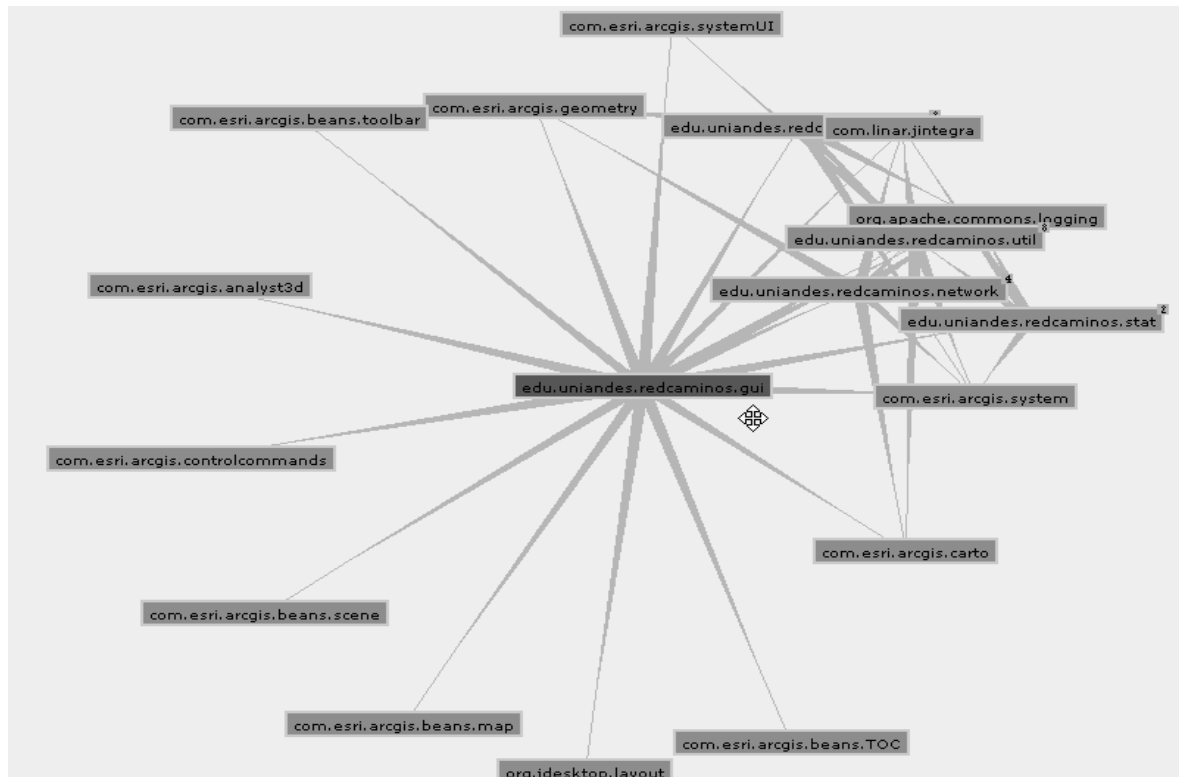 com.esri.arcgis.systemUI
com.esri.arcgis.geometry
com.esri.arcgis.beans.toolbar
edu.uniandes.redc
com.linar.jintegra
org.apache.commons.logging
edu.uniandes.redcaminos.util
8
edu.uniandes.redcaminos.network
4
com.esri.arcgis.analyst3d
edu.uniandes.redcaminos.stat
2
edu.uniandes.redcaminos.gui
com.esri.arcgis.system
com.esri.arcgis.controlcommands
com.esri.arcgis.carto
com.esri.arcgis.beans.scene
com.esri.arcgis.beans.map
com.esri.arcgis.beans.TOC
org.jdesktop.layout